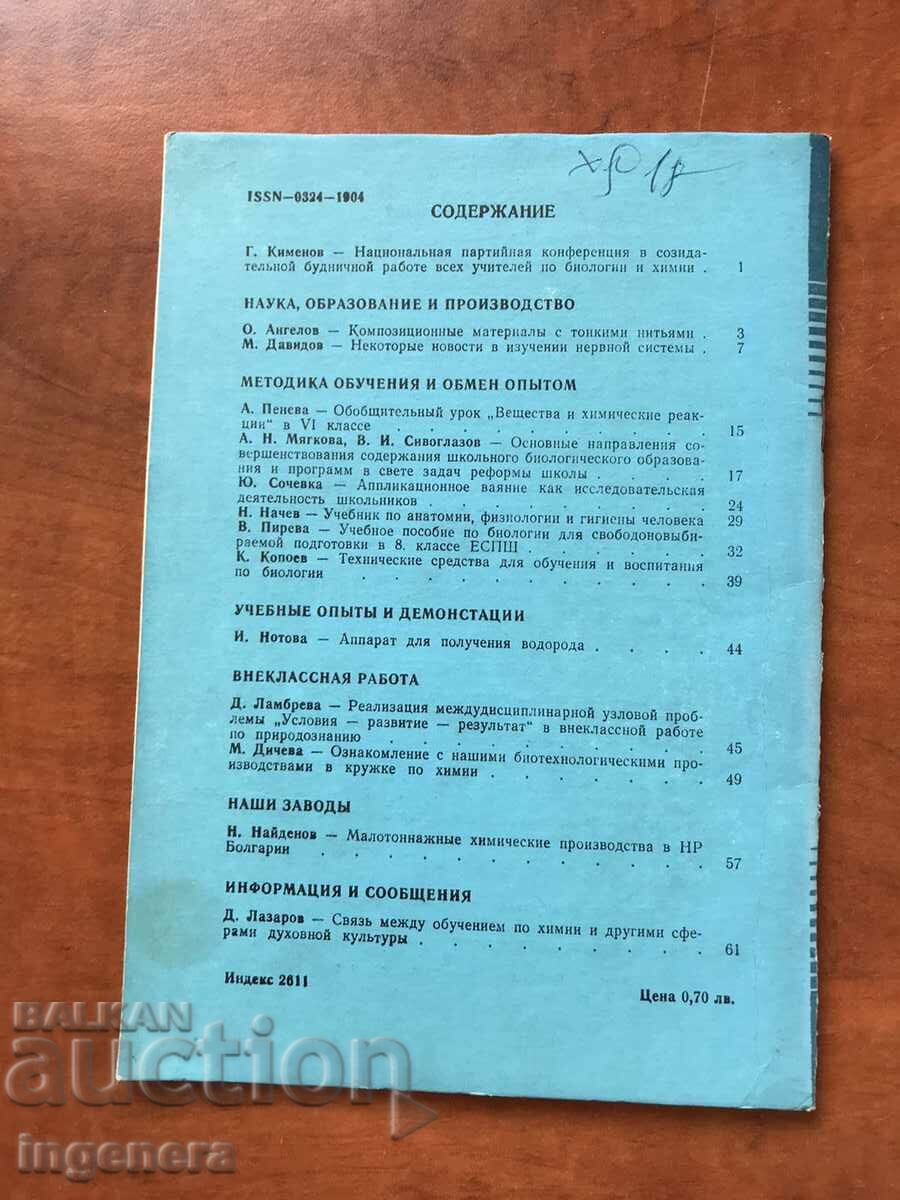 ISSN—0324—1904
СОДЕРЖАНИЕ
Г. Кименов — Национальная партийная конференция в созида-
тельной будничной работе всех учителей по биологии и химии . 1
НАУКА, ОБРАЗОВАНИЕ И ПРОИЗВОДСТВО
О. Ангелов — Композиционные материалы с тонкими нитьями . 3
М. Давидов — Некоторые новости в изучении нервной системы . 7
МЕТОДИКА ОБУЧЕНИЯ И ОБМЕН ОПЫТОМ
А. Пенева — Обобщительный урок „Вещества и химические реак-
ции" в VI классе . . . . . . . . . . . 15
А. Н. Мягкова, В. И. Сивоглазов — Основные направления со-
вершенствования содержания школьного биологического образова-
ния и программ в свете задач реформы школы . . . . 17
Ю. Сочевка — Аппликационное ваяние как исследовательская
деятельность школьников . . . . . . . . . 24
Н. Начев — Учебник по анатомии, физиологии и гигиены человека 29
В. Пирева — Учебное пособие по биологии для свободоновыби-
раемой подготовки в 8. классе ЕСПШ . . . . . . 32
К. Копоев — Технические средства для обучения и воспитания
по биологии . . . . . . . . . . . 39
УЧЕБНЫЕ ОПЫТЫ И ДЕМОНСТАЦИИ
И. Нотова — Аппарат для получения водорода . . . . 44
ВНЕКЛАССНАЯ РАБОТА
Д. Ламбрева — Реализация междудисциплинарной узловой проб-
лемы „Условия — развитие — результат" в внеклассной работе
по природознанию . . . . . . . . . . 45
М. Дичева — Ознакомление с нашими биотехнологическими про-
изводствами в кружке по химии . . . . . . . 49
НАШИ ЗАВОДЫ
Н. Найденов — Малотоннажные химические производства в НР
Болгарии . . . . . . . . . . . . 57
ИНФОРМАЦИЯ И СООБЩЕНИЯ
Д. Лазаров — Связь между обучением по химии и другими сфе-
рами духовной культуры . . . . . . . . . 61
Индекс 2611
Цена 0,70 лв.
BALKAN
auction
ingenera